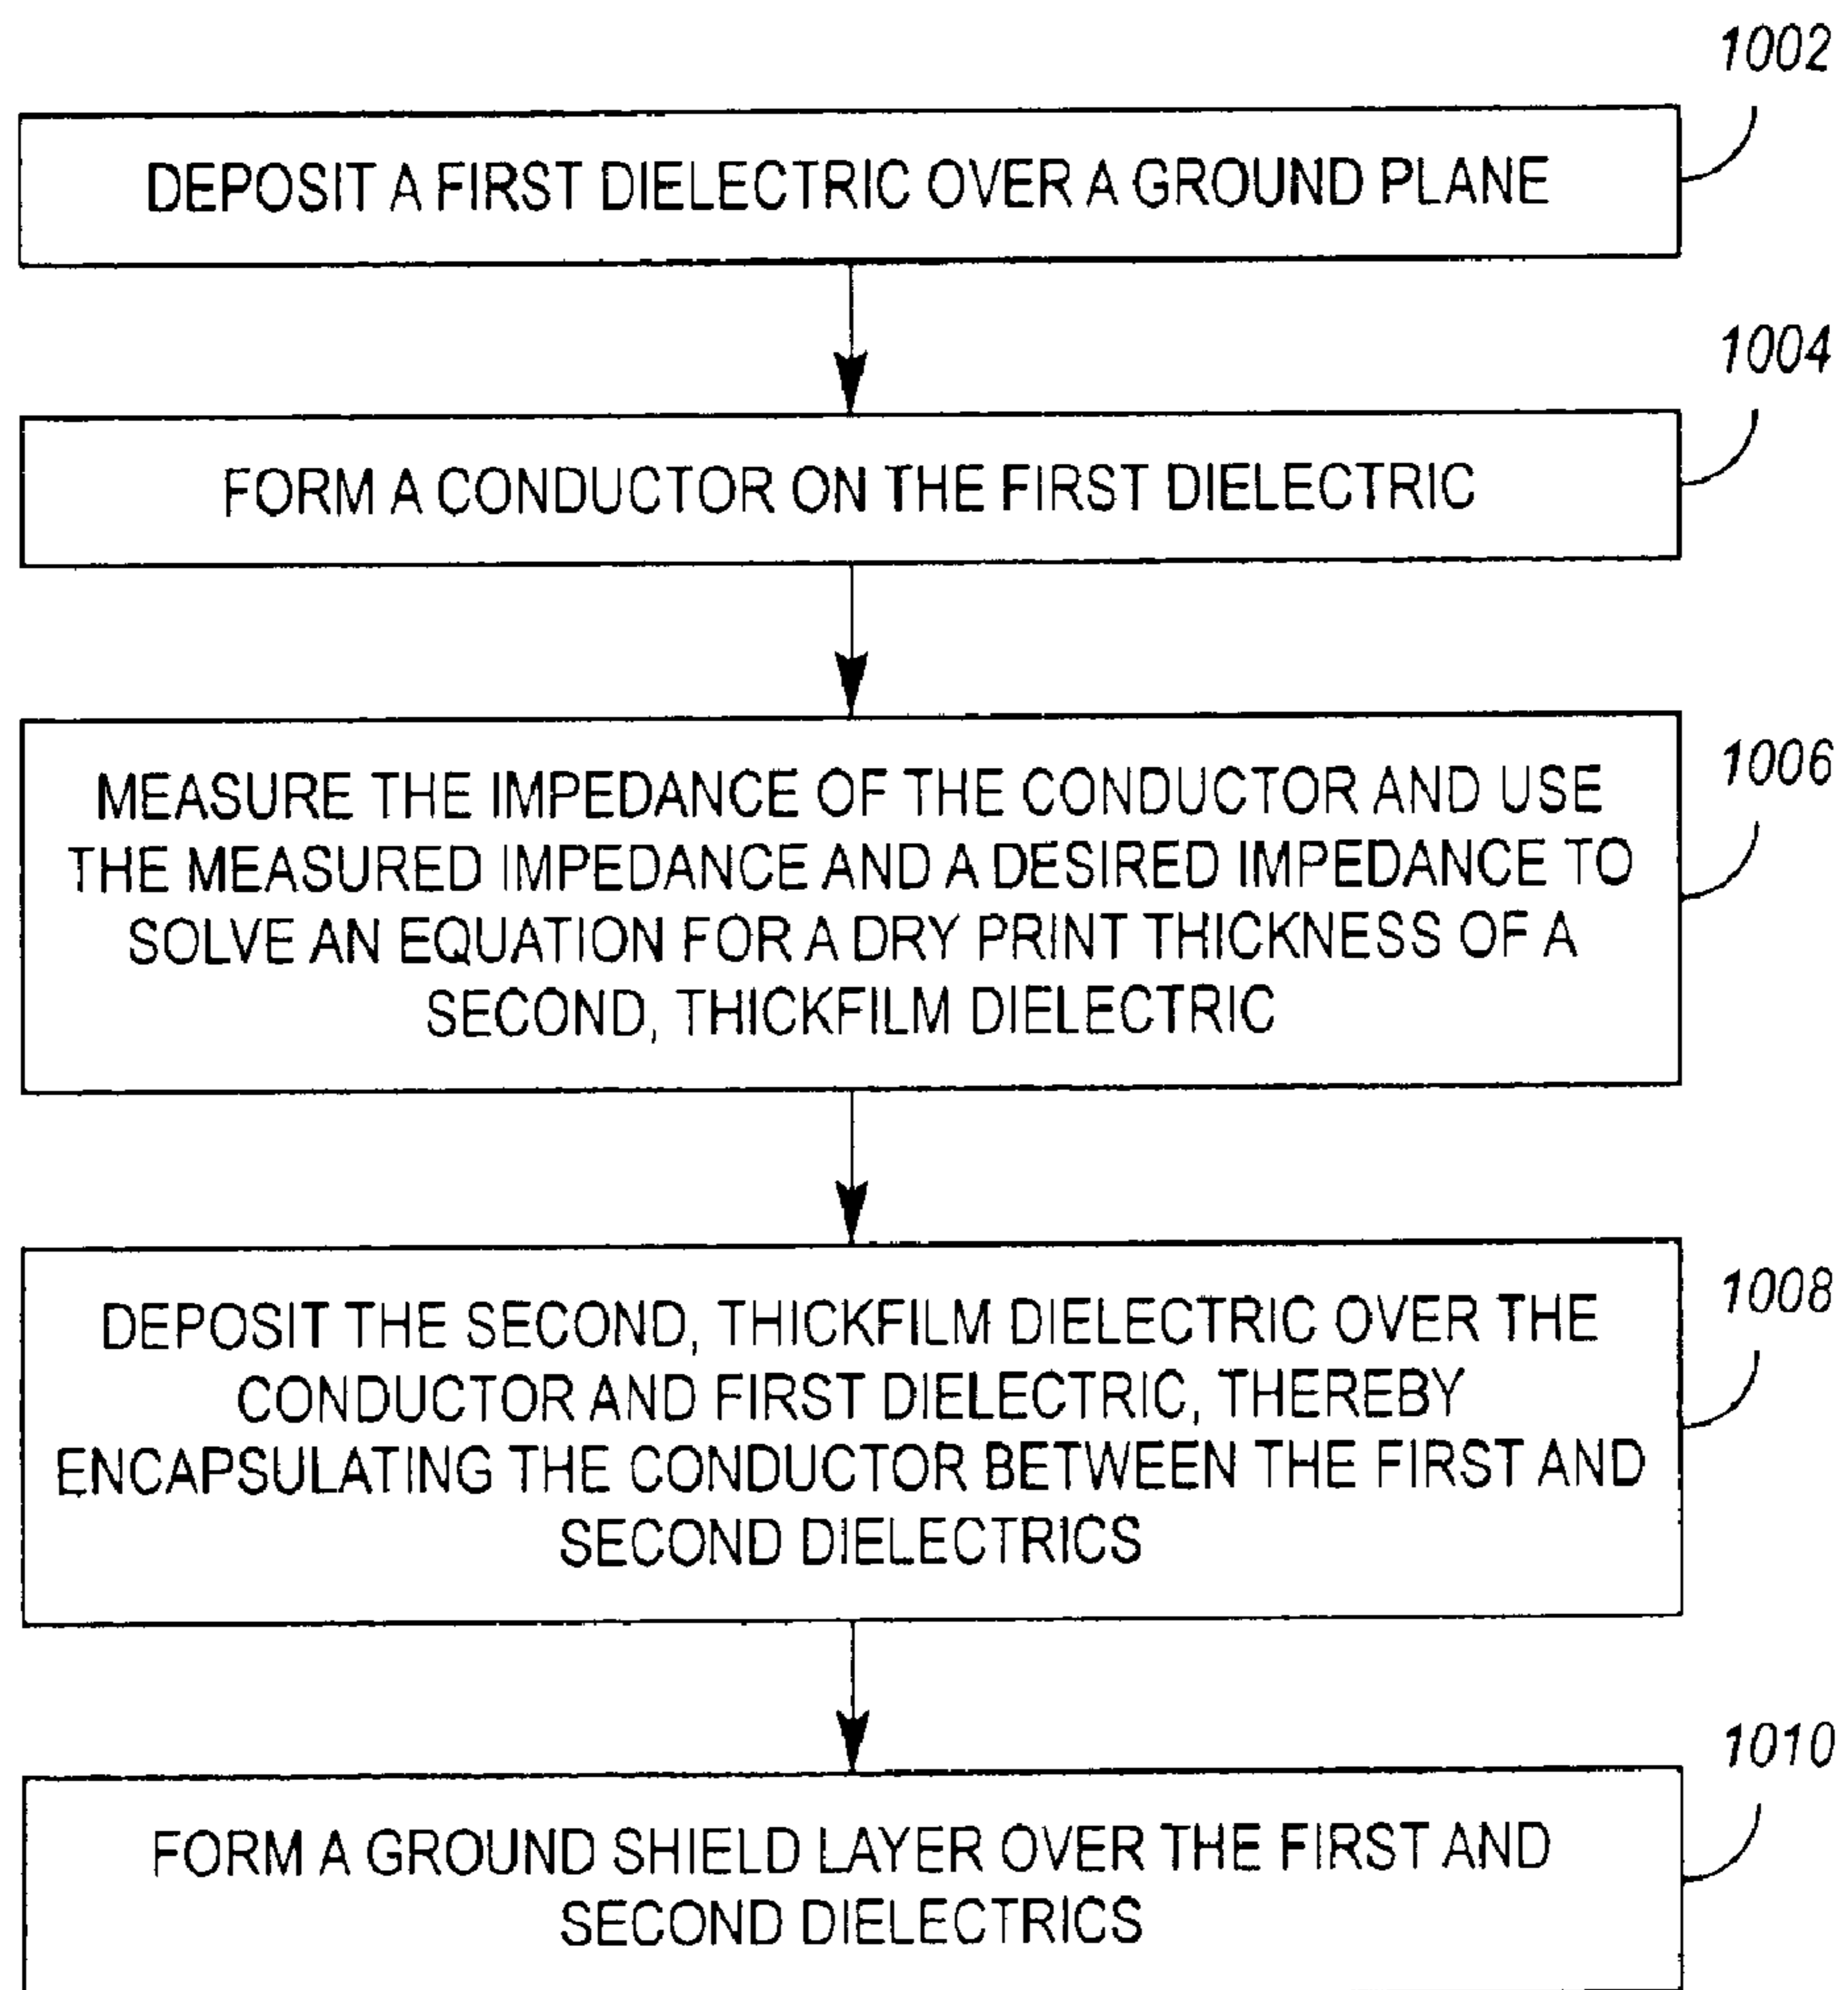 1002
DEPOSIT A FIRST DIELECTRIC OVER A GROUND PLANE
1004
FORM A CONDUCTOR ON THE FIRST DIELECTRIC
1006
MEASURE THE IMPEDANCE OF THE CONDUCTOR AND USE
THE MEASURED IMPEDANCE AND A DESIRED IMPEDANCE TO
SOLVE AN EQUATION FOR A DRY PRINT THICKNESS OF A
SECOND, THICKFILM DIELECTRIC
1008
DEPOSIT THE SECOND, THICKFILM DIELECTRIC OVER THE
CONDUCTOR AND FIRST DIELECTRIC, THEREBY
ENCAPSULATING THE CONDUCTOR BETWEEN THE FIRST AND
SECOND DIELECTRICS
1010
FORM A GROUND SHIELD LAYER OVER THE FIRST AND
SECOND DIELECTRICS